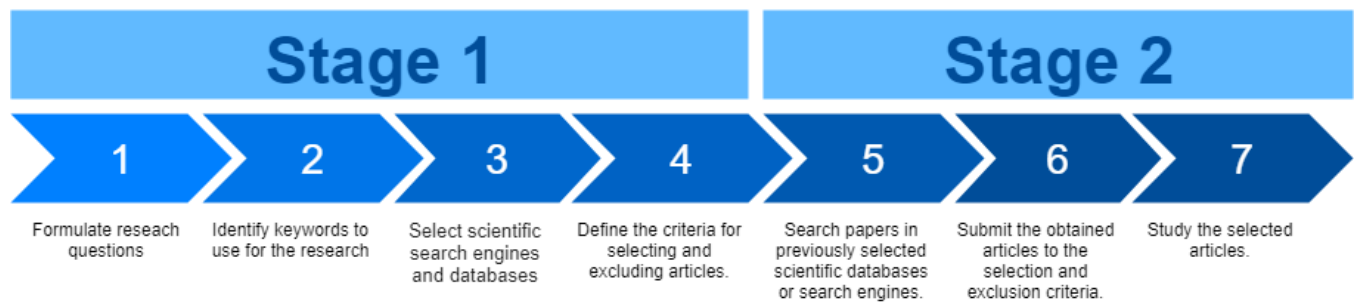 Stage 1
Stage 2
1
2
3
4
5
6
7
Formulate reseach
questions
Identify keywords to
use for the research
Select scientific
search engines
and databases
Define the criteria for
selecting and
excluding articles.
Search papers in
previously selected
scientific databases
or search engines.
Submit the obtained
articles to the
selection and
exclusion criteria.
Study the selected
articles.